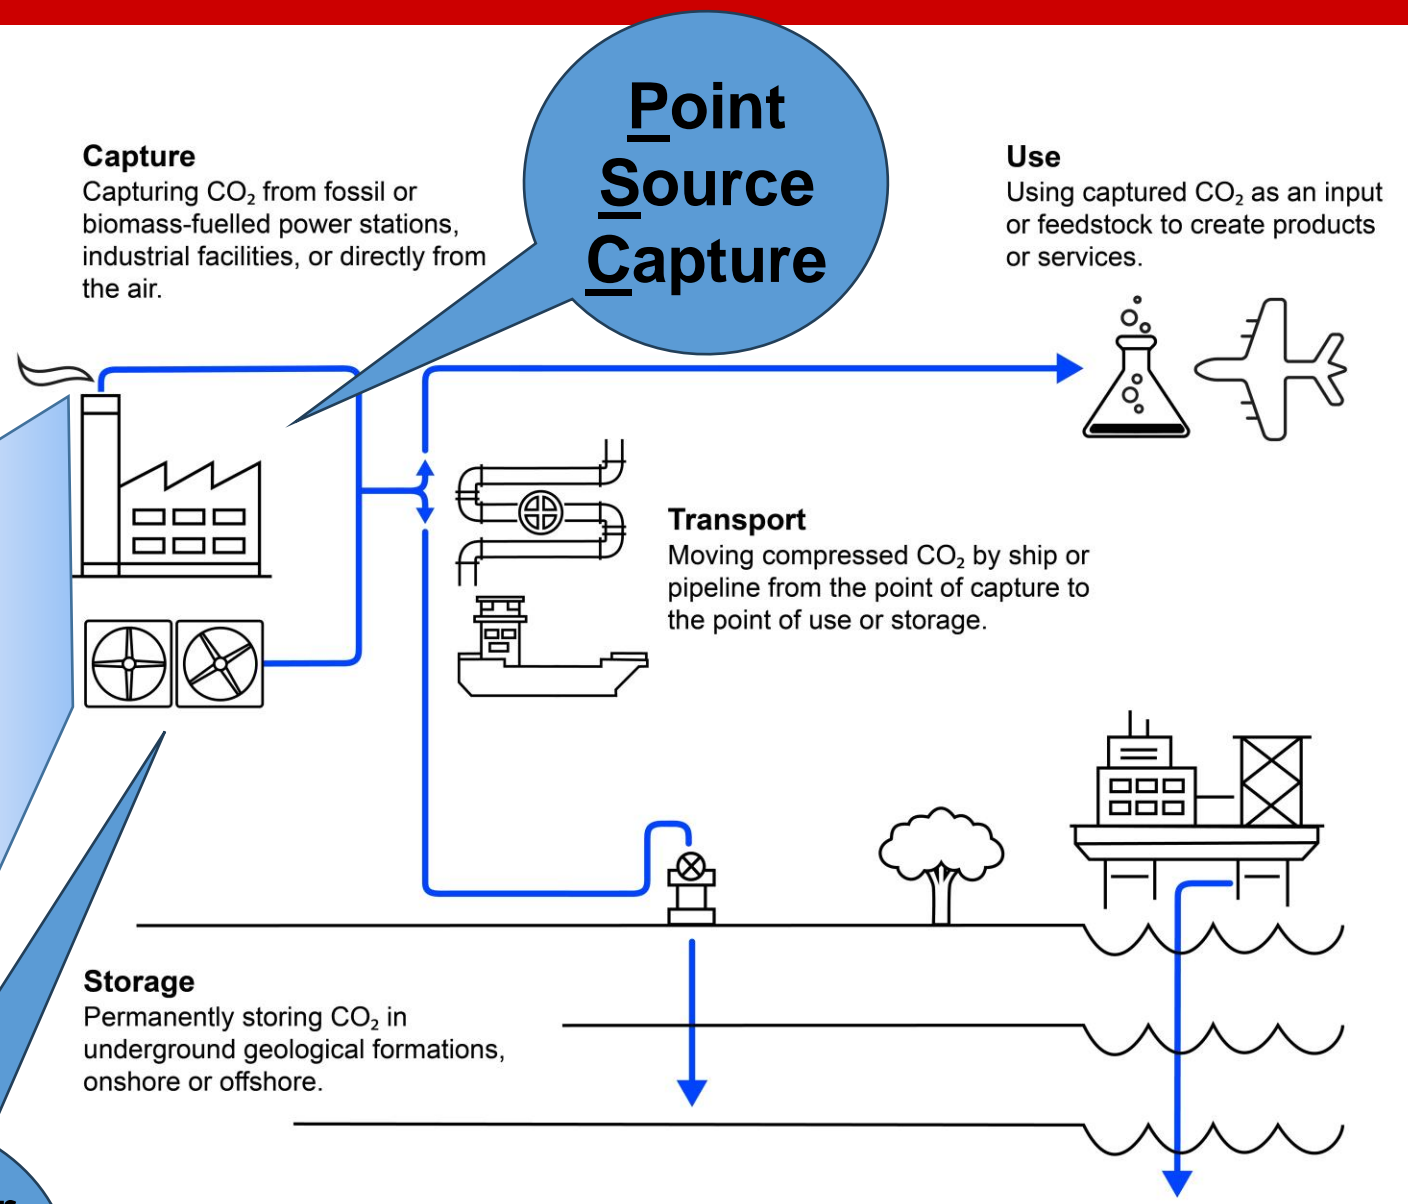 Point
Source
Capture
Capture
Capturing CO₂ from fossil or
biomass-fuelled power stations,
industrial facilities, or directly from
the air.
Use
Using captured CO₂ as an input
or feedstock to create products
or services.
Transport
Moving compressed CO₂ by ship or
pipeline from the point of capture to
the point of use or storage.
Storage
Permanently storing CO₂ in
underground geological formations,
onshore or offshore.